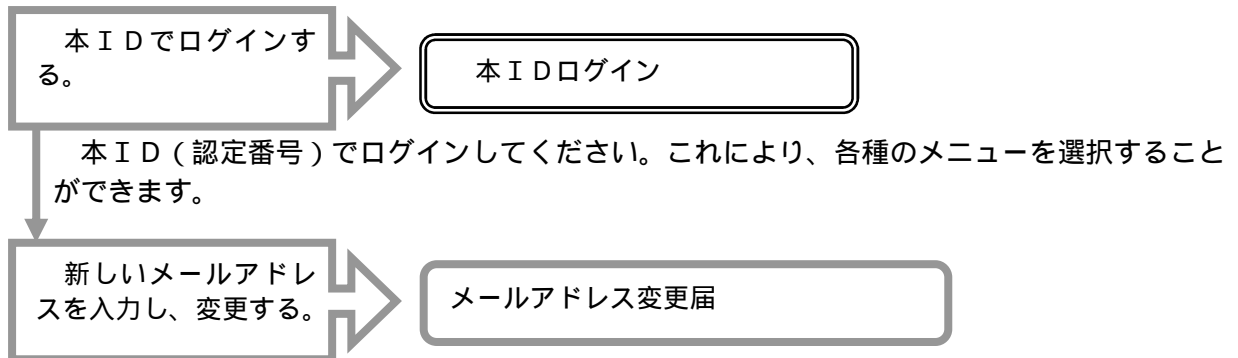 本ＩＤでログインす
る。
本ＩＤログイン
本ＩＤ（認定番号）でログインしてください。これにより、各種のメニューを選択すること
ができます。
新しいメールアドレ
スを入力し、変更する。
メールアドレス変更届